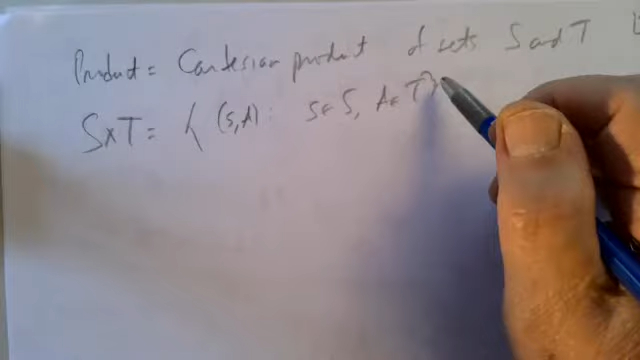 Product = Cartesian product of sets S and T
S×T = { (s,t) : s∈S, t∈T}